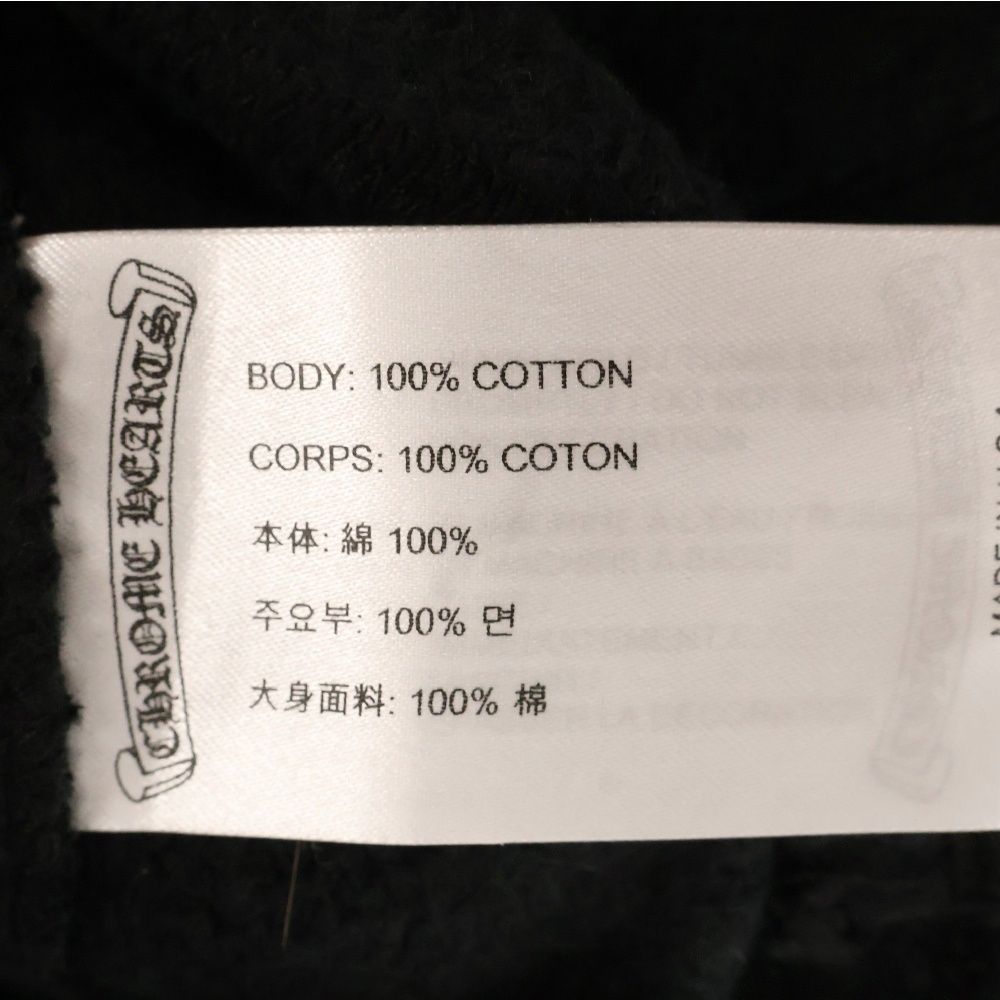 CHROME HEARTS
BODY: 100% COTTON
CORPS: 100% COTON
本体: 綿 100%
주요부: 100% 면
大身面料: 100% 棉